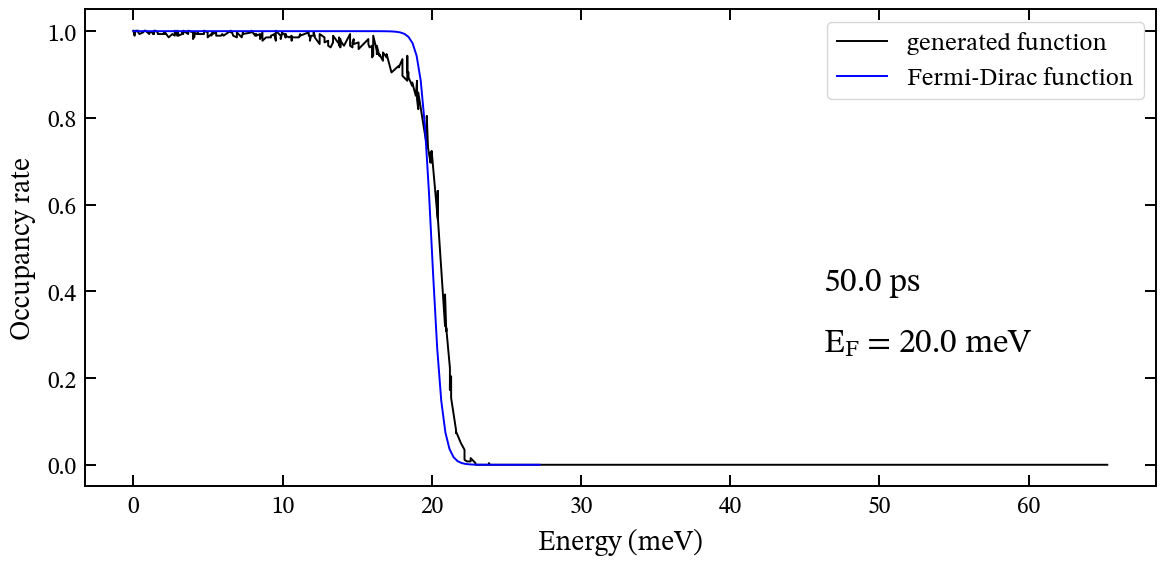 generated function
Fermi-Dirac function
1.0
0.8
0.6
0.4
0.2
0.0
Occupancy rate
50.0 ps
E_F = 20.0 meV
0 10 20 30 40 50 60
Energy (meV)